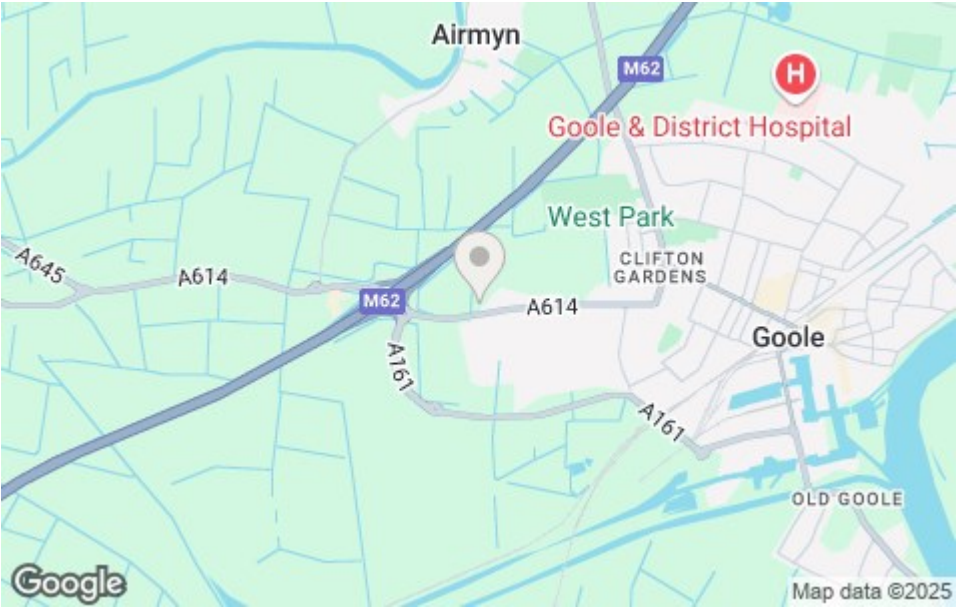 Airmyn
M62
H
Goole & District Hospital
West Park
A645
A614
CLIFTON
GARDENS
M62
A614
Goole
A161
A161
OLD GOOLE
Google
Map data ©2025